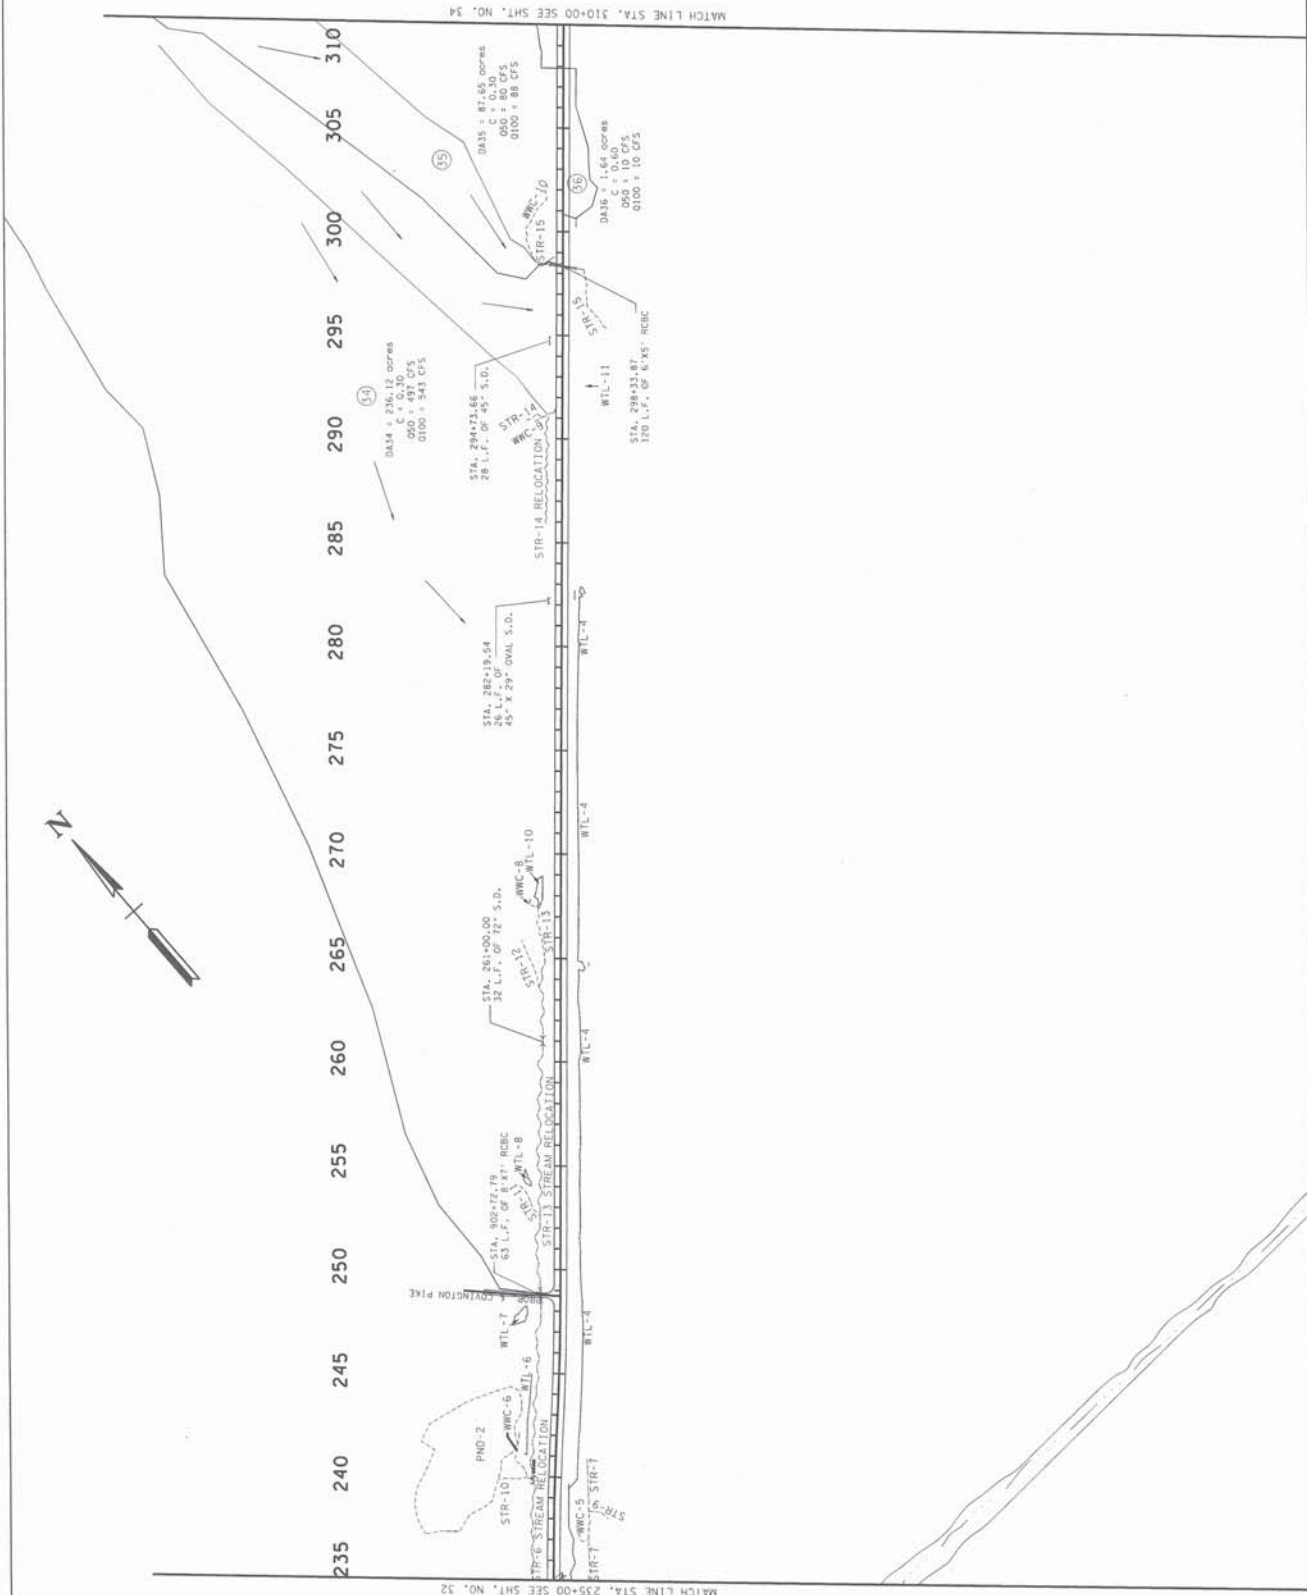 MATCH LINE STA. 310+00 SEE SHT. NO. 34
310
305
300
295
290
285
280
275
270
265
260
255
250
245
240
235
DA35 = 87.65 acres
C = 0.30
Q50 = 80 CFS
Q100 = 88 CFS
35
36
DA36 = 1.64 acres
C = 0.60
Q50 = 10 CFS
Q100 = 10 CFS
WWC-10
STR-15
STR-15
STA. 298+33.87
120 L.F. OF 6'X5' RCBC
WTL-11
34
DA34 = 236.12 acres
C = 0.30
Q50 = 497 CFS
Q100 = 543 CFS
STA. 294+73.66
28 L.F. OF 45" S.D.
STR-14
WWC-9
STR-14 RELOCATION
STA. 282+19.54
26 L.F. OF
45" X 29" OVAL S.D.
WTL-4
WTL-4
N
WTL-10
WWC-8
STR-13
STR-12
STA. 261+00.00
32 L.F. OF 72" S.D.
WTL-4
STR-13 STREAM RELOCATION
WTL-8
STR-11
STA. 902+72.79
63 L.F. OF 8'X7' RCBC
COVINGTON PIKE
WTL-7
WTL-4
WTL-6
WWC-6
PND-2
STR-10
STR-6 STREAM RELOCATION
STR-7
STR-9
WWC-5
STR-7
MATCH LINE STA. 235+00 SEE SHT. NO. 32